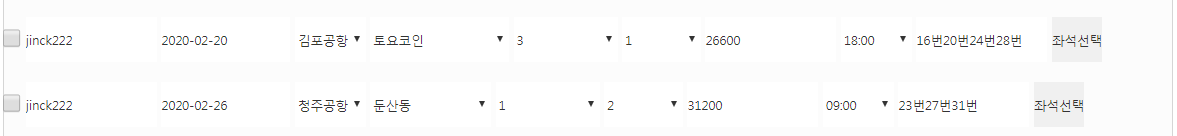 jinck222 2020-02-20 김포공항 토요코인 3 1 26600 18:00 16번20번24번28번 좌석선택
jinck222 2020-02-26 청주공항 둔산동 1 2 31200 09:00 23번27번31번 좌석선택